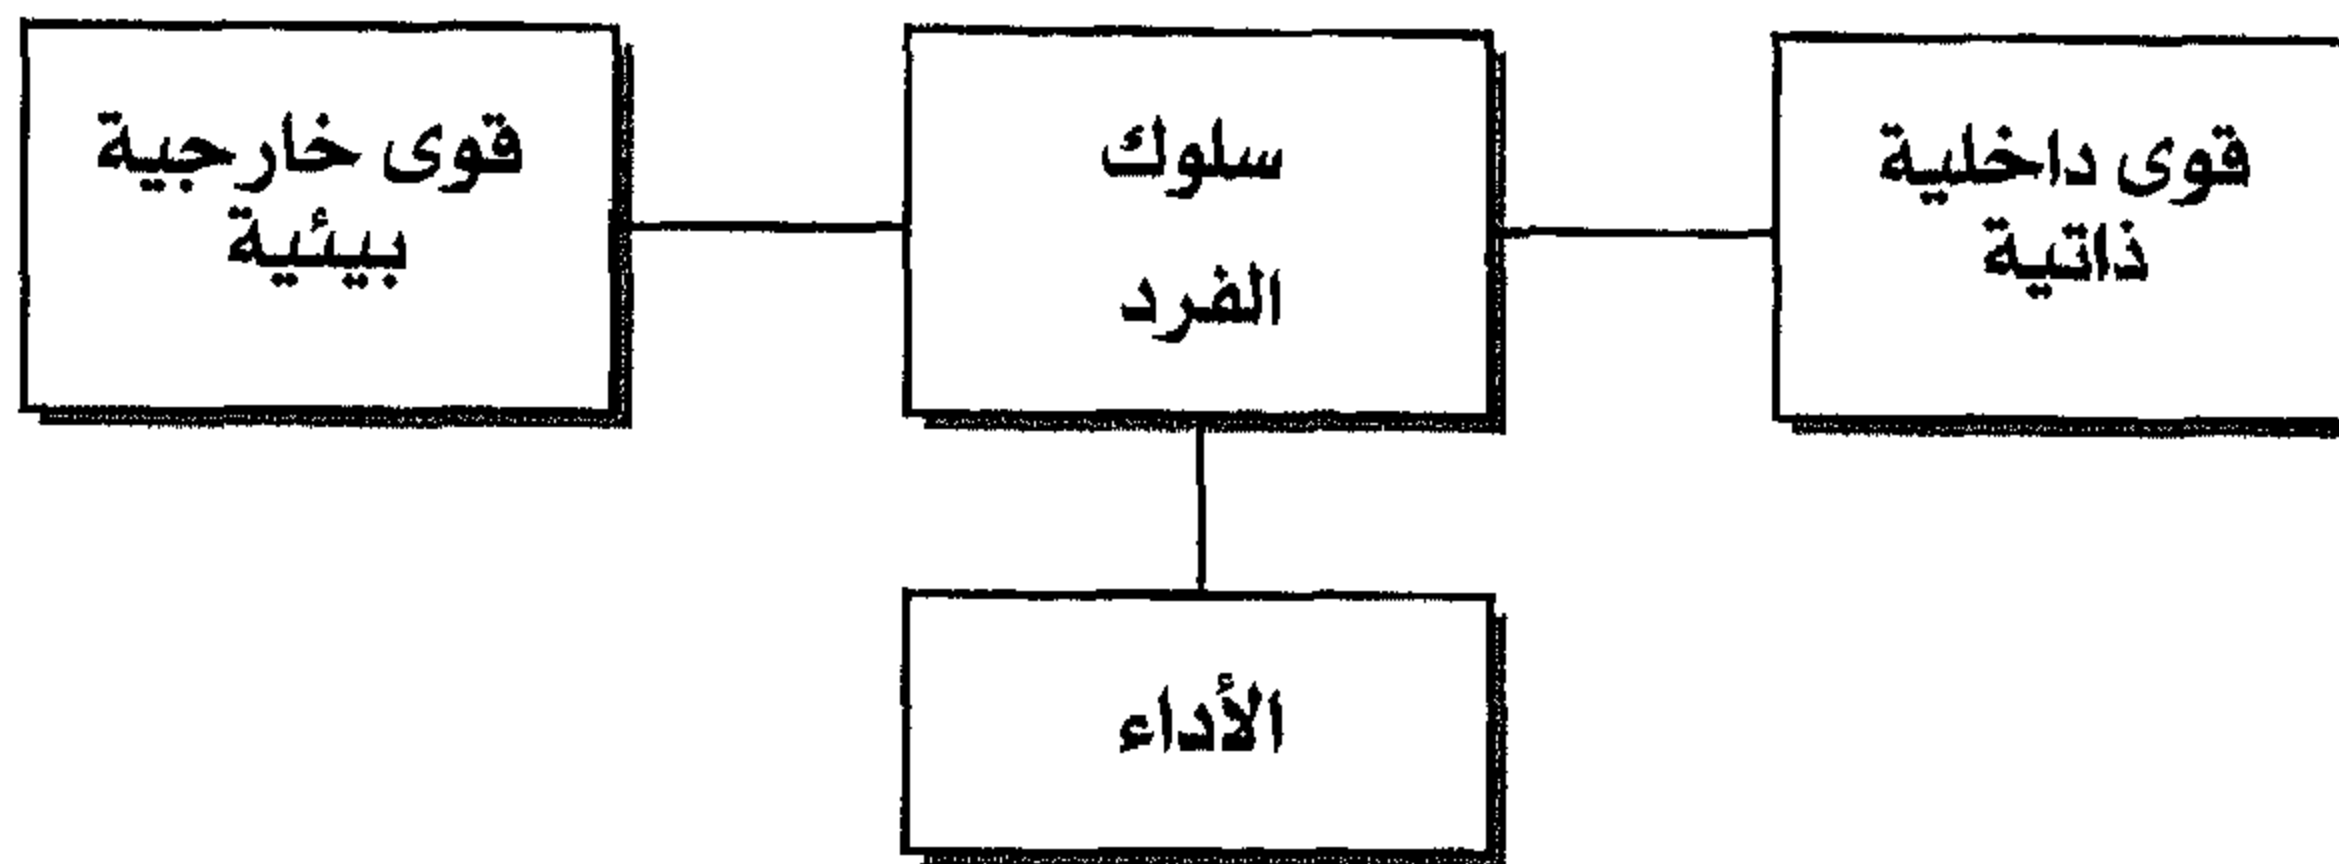 قوى داخلية
ذاتية
سلوك
الفرد
قوى خارجية
بيئية
الأداء